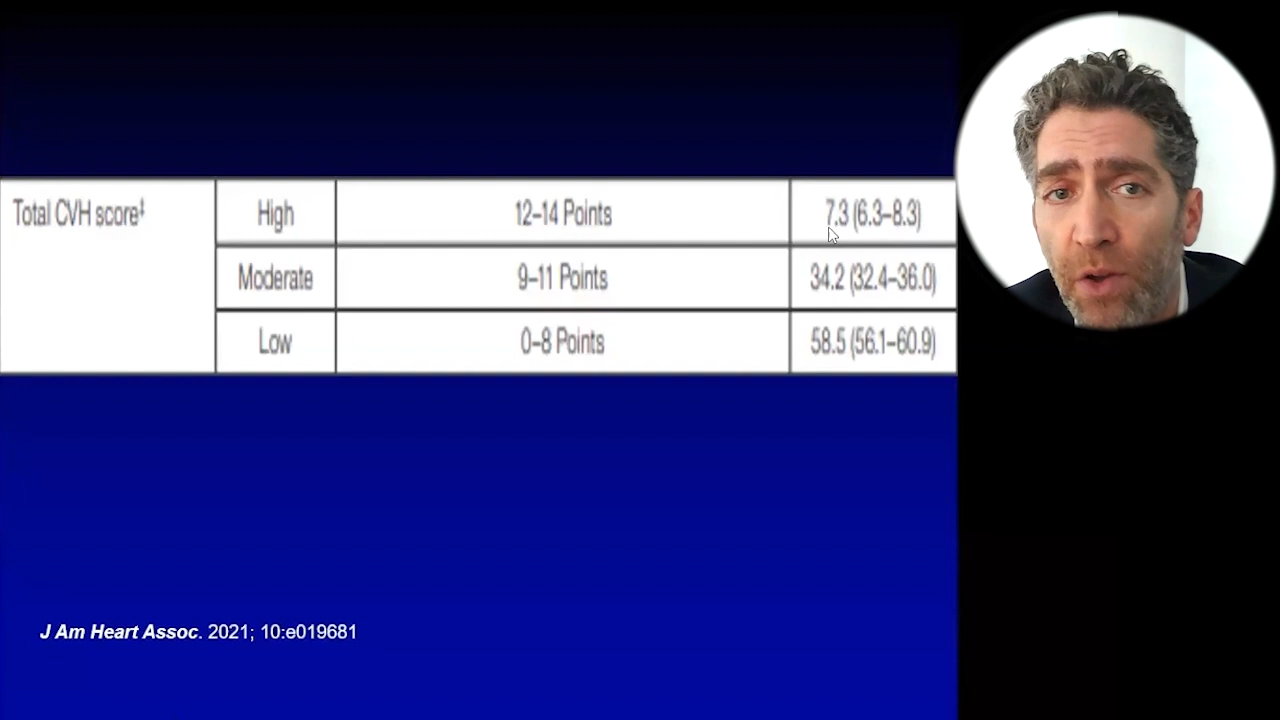 Total CVH score‡ High 12–14 Points 7.3 (6.3–8.3)
Moderate 9–11 Points 34.2 (32.4–36.0)
Low 0–8 Points 58.5 (56.1–60.9)
J Am Heart Assoc. 2021; 10:e019681